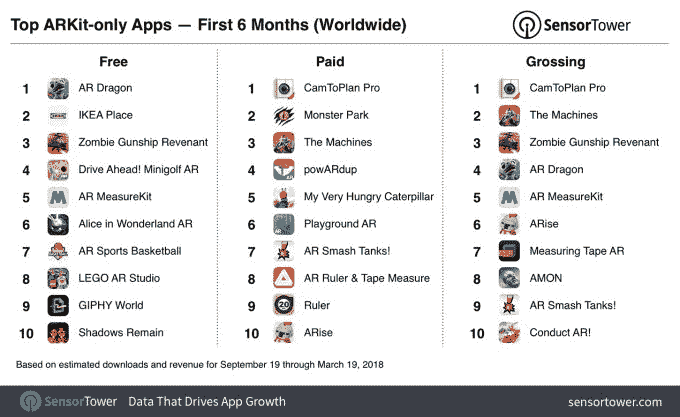 Top ARKit-only Apps — First 6 Months (Worldwide)
SensorTower
Free
1 AR Dragon
2 IKEA Place
3 Zombie Gunship Revenant
4 Drive Ahead! Minigolf AR
5 AR MeasureKit
6 Alice in Wonderland AR
7 AR Sports Basketball
8 LEGO AR Studio
9 GIPHY World
10 Shadows Remain
Paid
1 CamToPlan Pro
2 Monster Park
3 The Machines
4 powARdup
5 My Very Hungry Caterpillar
6 Playground AR
7 AR Smash Tanks!
8 AR Ruler & Tape Measure
9 Ruler
10 ARise
Grossing
1 CamToPlan Pro
2 The Machines
3 Zombie Gunship Revenant
4 AR Dragon
5 AR MeasureKit
6 ARise
7 Measuring Tape AR
8 AMON
9 AR Smash Tanks!
10 Conduct AR!
Based on estimated downloads and revenue for September 19 through March 19, 2018
SensorTower Data That Drives App Growth
sensortower.com